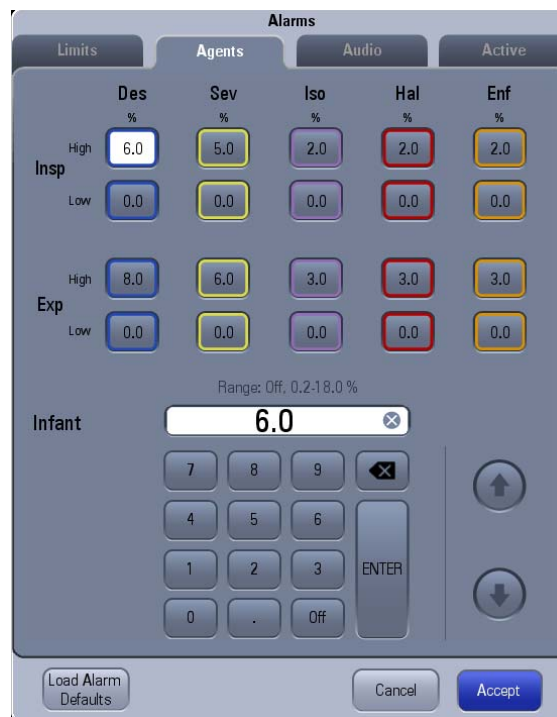 Alarms
Limits Agents Audio Active
Des Sev Iso Hal Enf
% % % % %
Insp
High 6.0 5.0 2.0 2.0 2.0
Low 0.0 0.0 0.0 0.0 0.0
Exp
High 8.0 6.0 3.0 3.0 3.0
Low 0.0 0.0 0.0 0.0 0.0
Range: Off, 0.2-18.0 %
Infant 6.0
7 8 9
4 5 6
1 2 3 ENTER
0 . Off
Load Alarm
Defaults
Cancel Accept